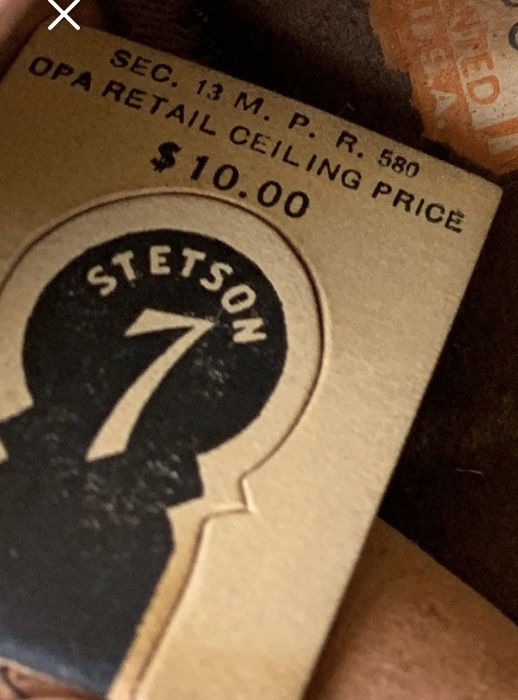 SEC. 13 M. P. R. 580
OPA RETAIL CEILING PRICE
$10.00
STETSON
7
U.S.A.